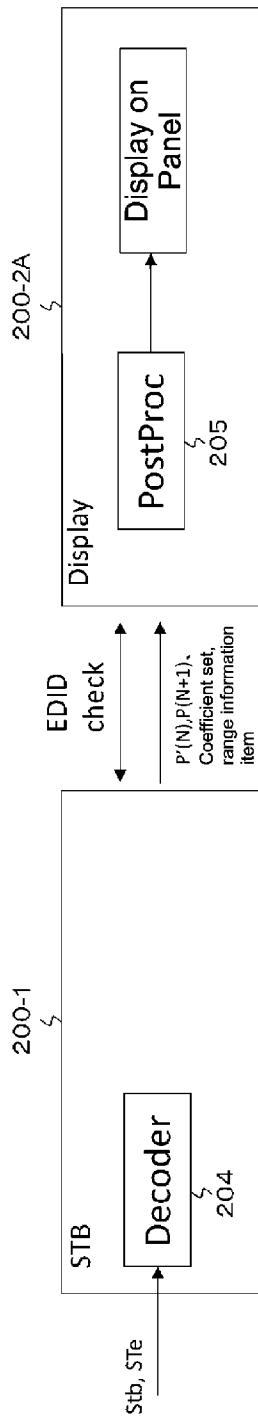 Stb, STe
STB
200-1
Decoder
204
EDID
check
P'(N),P(N+1)、
Coefficient set,
range information
item
Display
200-2A
PostProc
205
Display on
Panel